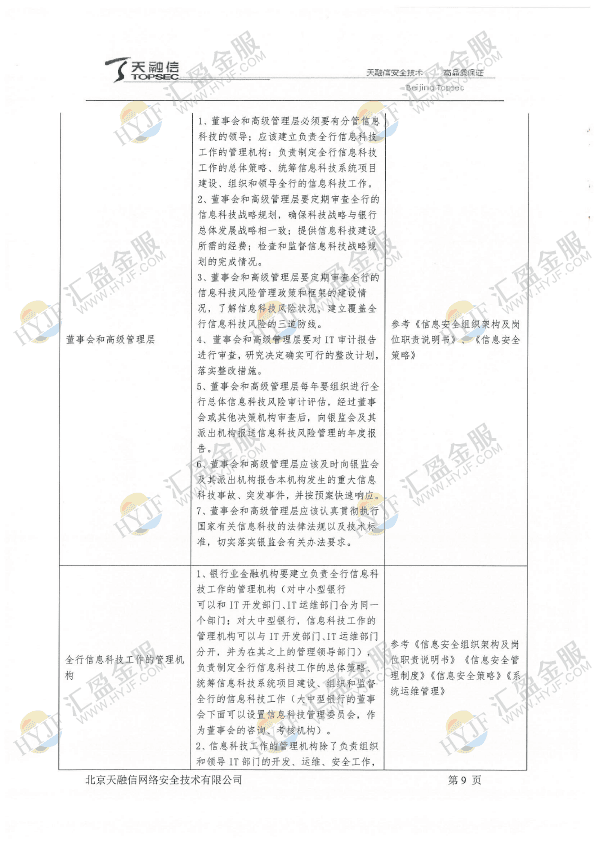 天融信
TOPSEC
天融信安全技术 高品质保证
Beijing Topsec
1、董事会和高级管理层必须要有分管信息
科技的领导；应该建立负责全行信息科技
工作的管理机构；负责制定全行信息科技
工作的总体策略、统筹信息科技系统项目
建设、组织和领导全行的信息科技工作。
2、董事会和高级管理层要定期审查全行的
信息科技战略规划，确保科技战略与银行
总体发展战略相一致；提供信息科技建设
所需的经费；检查和监督信息科技战略规
划的完成情况。
3、董事会和高级管理层要定期审查全行的
信息科技风险管理政策和框架的建设情
况，了解信息科技风险状况，建立覆盖全
行信息科技风险的三道防线。
董事会和高级管理层
4、董事会和高级管理层要对 IT 审计报告
进行审查，研究决定确实可行的整改计划，
落实整改措施。
5、董事会和高级管理层每年要组织进行全
行总体信息科技风险审计评估，经过董事
会或其他决策机构审查后，向银监会及其
派出机构报送信息科技风险管理的年度报
告。
6、董事会和高级管理层应该及时向银监会
及其派出机构报告本机构发生的重大信息
科技事故、突发事件，并按预案快速响应。
7、董事会和高级管理层应该认真贯彻执行
国家有关信息科技的法律法规以及技术标
准，切实落实银监会有关办法要求。
参考《信息安全组织架构及岗
位职责说明书》、《信息安全
策略》
全行信息科技工作的管理机
构
1、银行业金融机构要建立负责全行信息科
技工作的管理机构（对中小型银行
可以和 IT 开发部门、IT 运维部门合为同一
个部门；对大中型银行，信息科技工作的
管理机构可以与 IT 开发部门、IT 运维部门
分开，并为在其之上的管理领导部门），
负责制定全行信息科技工作的总体策略、
统筹信息科技系统项目建设、组织和监督
全行的信息科技工作（大中型银行的董事
会下面可以设置信息科技管理委员会，作
为董事会的咨询、考核机构）。
2、信息科技工作的管理机构除了负责组织
和领导 IT 部门的开发、运维、安全工作，
参考《信息安全组织架构及岗
位职责说明书》《信息安全管
理制度》《信息安全策略》《系
统运维管理》
北京天融信网络安全技术有限公司 第 9 页
HYJF 汇盈金服
WWW.HYJF.COM